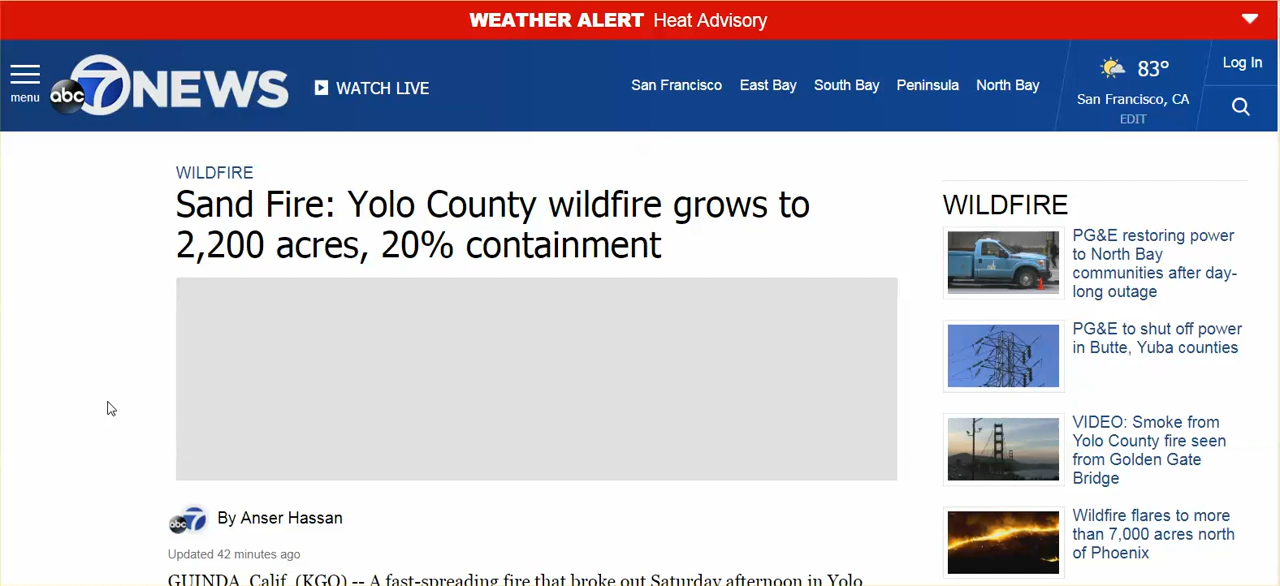 WEATHER ALERT Heat Advisory
menu
abc 7 NEWS
WATCH LIVE
San Francisco
East Bay
South Bay
Peninsula
North Bay
83°
San Francisco, CA
EDIT
Log In
WILDFIRE
Sand Fire: Yolo County wildfire grows to
2,200 acres, 20% containment
abc 7 By Anser Hassan
Updated 42 minutes ago
GUINDA, Calif. (KGO) -- A fast-spreading fire that broke out Saturday afternoon in Yolo
WILDFIRE
PG&E restoring power
to North Bay
communities after day-
long outage
PG&E to shut off power
in Butte, Yuba counties
VIDEO: Smoke from
Yolo County fire seen
from Golden Gate
Bridge
Wildfire flares to more
than 7,000 acres north
of Phoenix